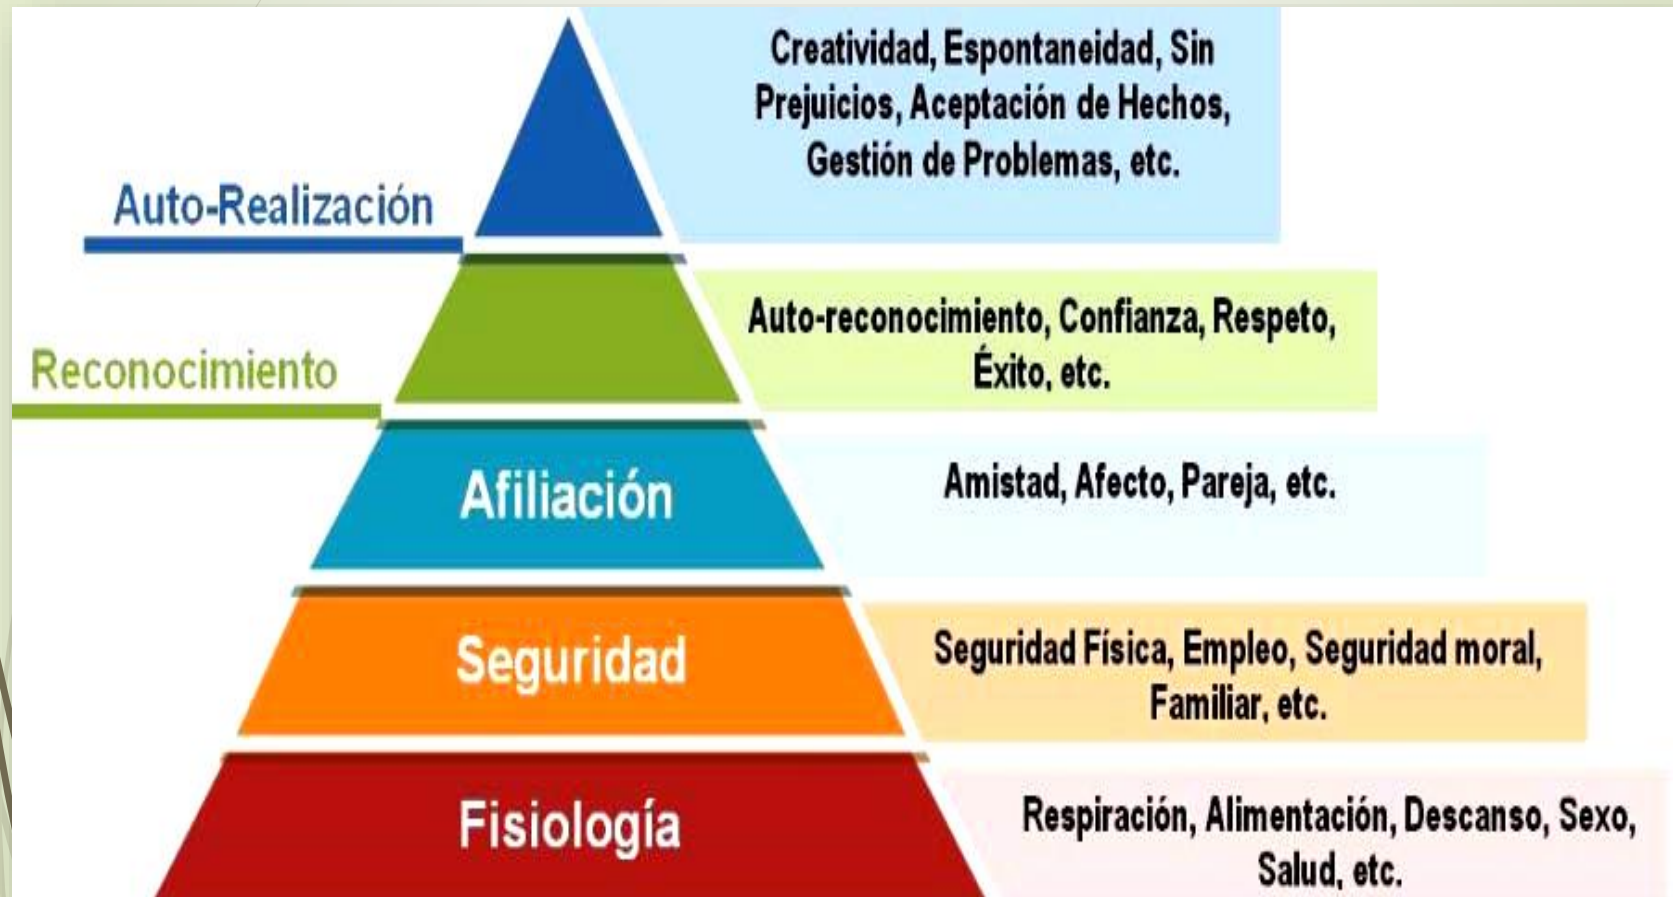 Creatividad, Espontaneidad, Sin
Prejuicios, Aceptación de Hechos,
Gestión de Problemas, etc.
Auto-Realización
Auto-reconocimiento, Confianza, Respeto,
Éxito, etc.
Reconocimiento
Afiliación
Amistad, Afecto, Pareja, etc.
Seguridad
Seguridad Física, Empleo, Seguridad moral,
Familiar, etc.
Fisiología
Respiración, Alimentación, Descanso, Sexo,
Salud, etc.